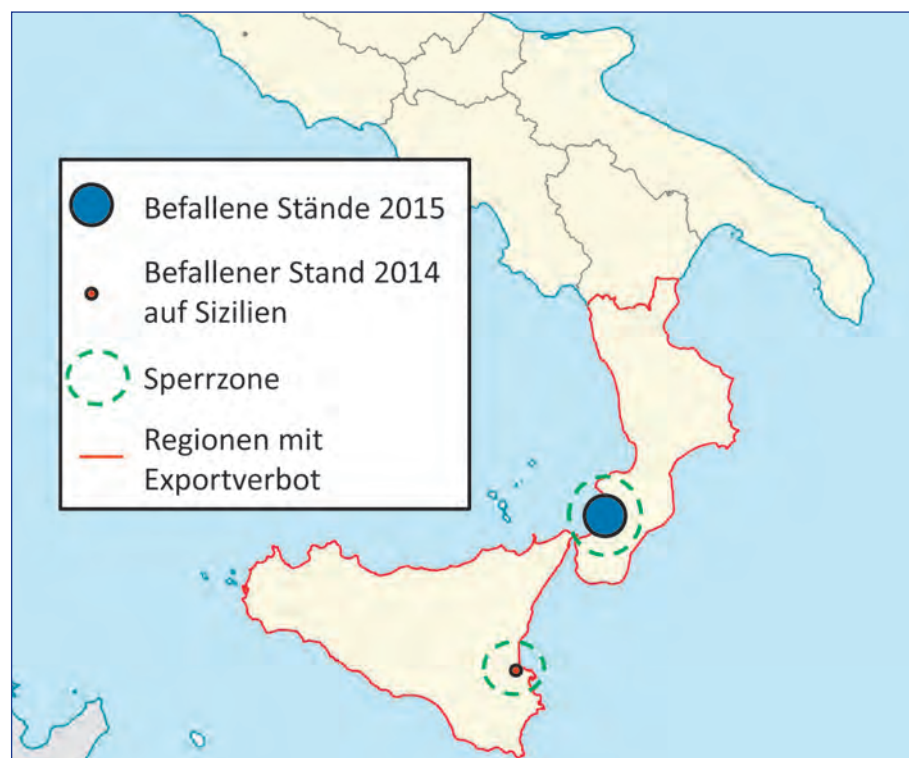 Befallene Stände 2015
Befallener Stand 2014
auf Sizilien
Sperrzone
Regionen mit
Exportverbot